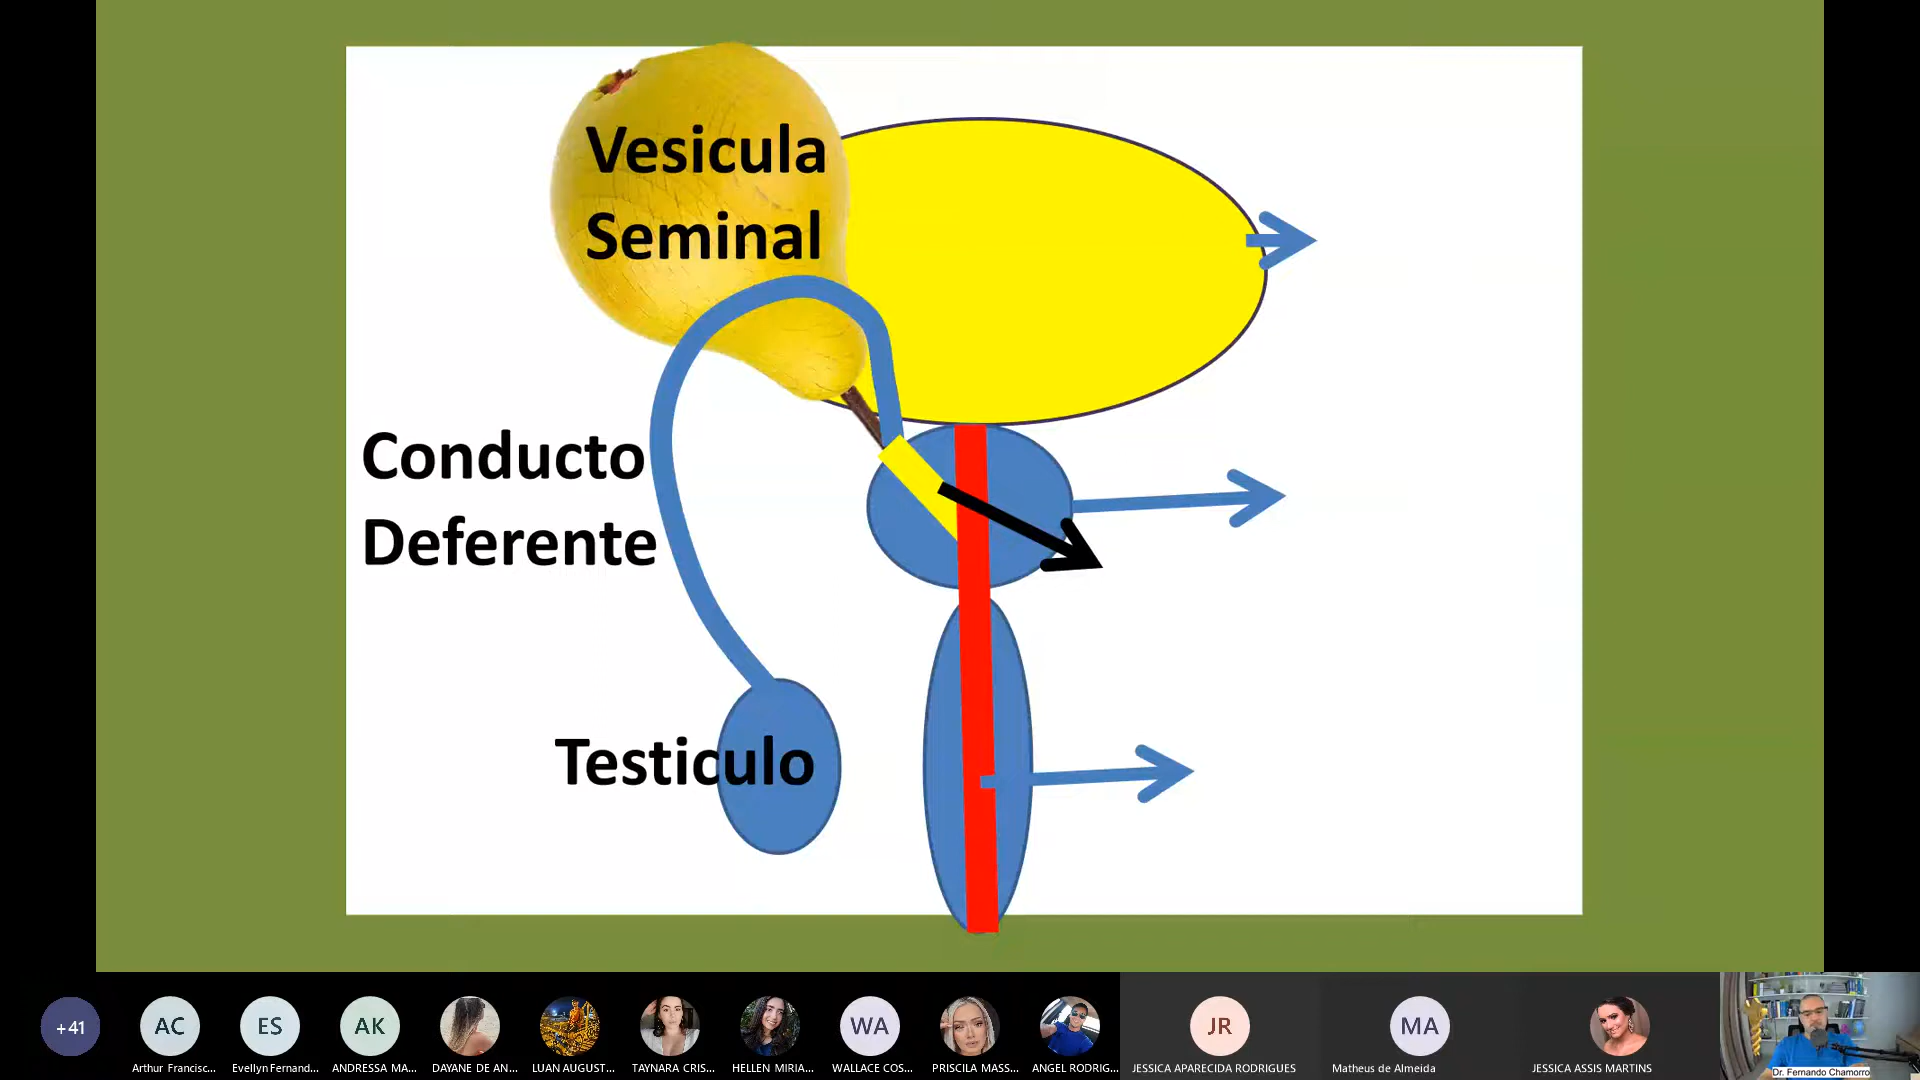 Vesicula
Seminal
Conducto
Deferente
Testiculo
+41
AC
ES
AK
WA
JR
MA
Arthur Francisc...
Evellyn Fernand...
ANDRESSA MA...
DAYANE DE AN...
LUAN AUGUST...
TAYNARA CRIS...
HELLEN MIRIA...
WALLACE COS...
PRISCILA MASS...
ANGEL RODRIG...
JESSICA APARECIDA RODRIGUES
Matheus de Almeida
JESSICA ASSIS MARTINS
Dr. Fernando Chamorro